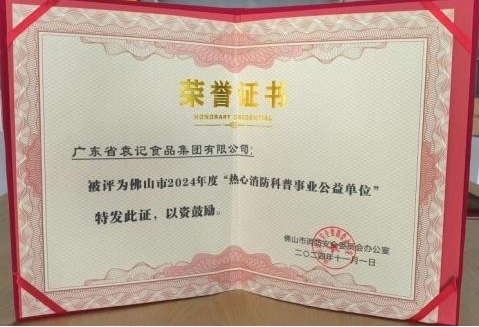 荣誉证书
HONORARY CREDENTIAL
广东省袁记食品集团有限公司:
被评为佛山市2024年度“热心消防科普事业公益单位”
特发此证,以资鼓励。
佛山市消防安全委员会办公室
二〇二四年十一月一日